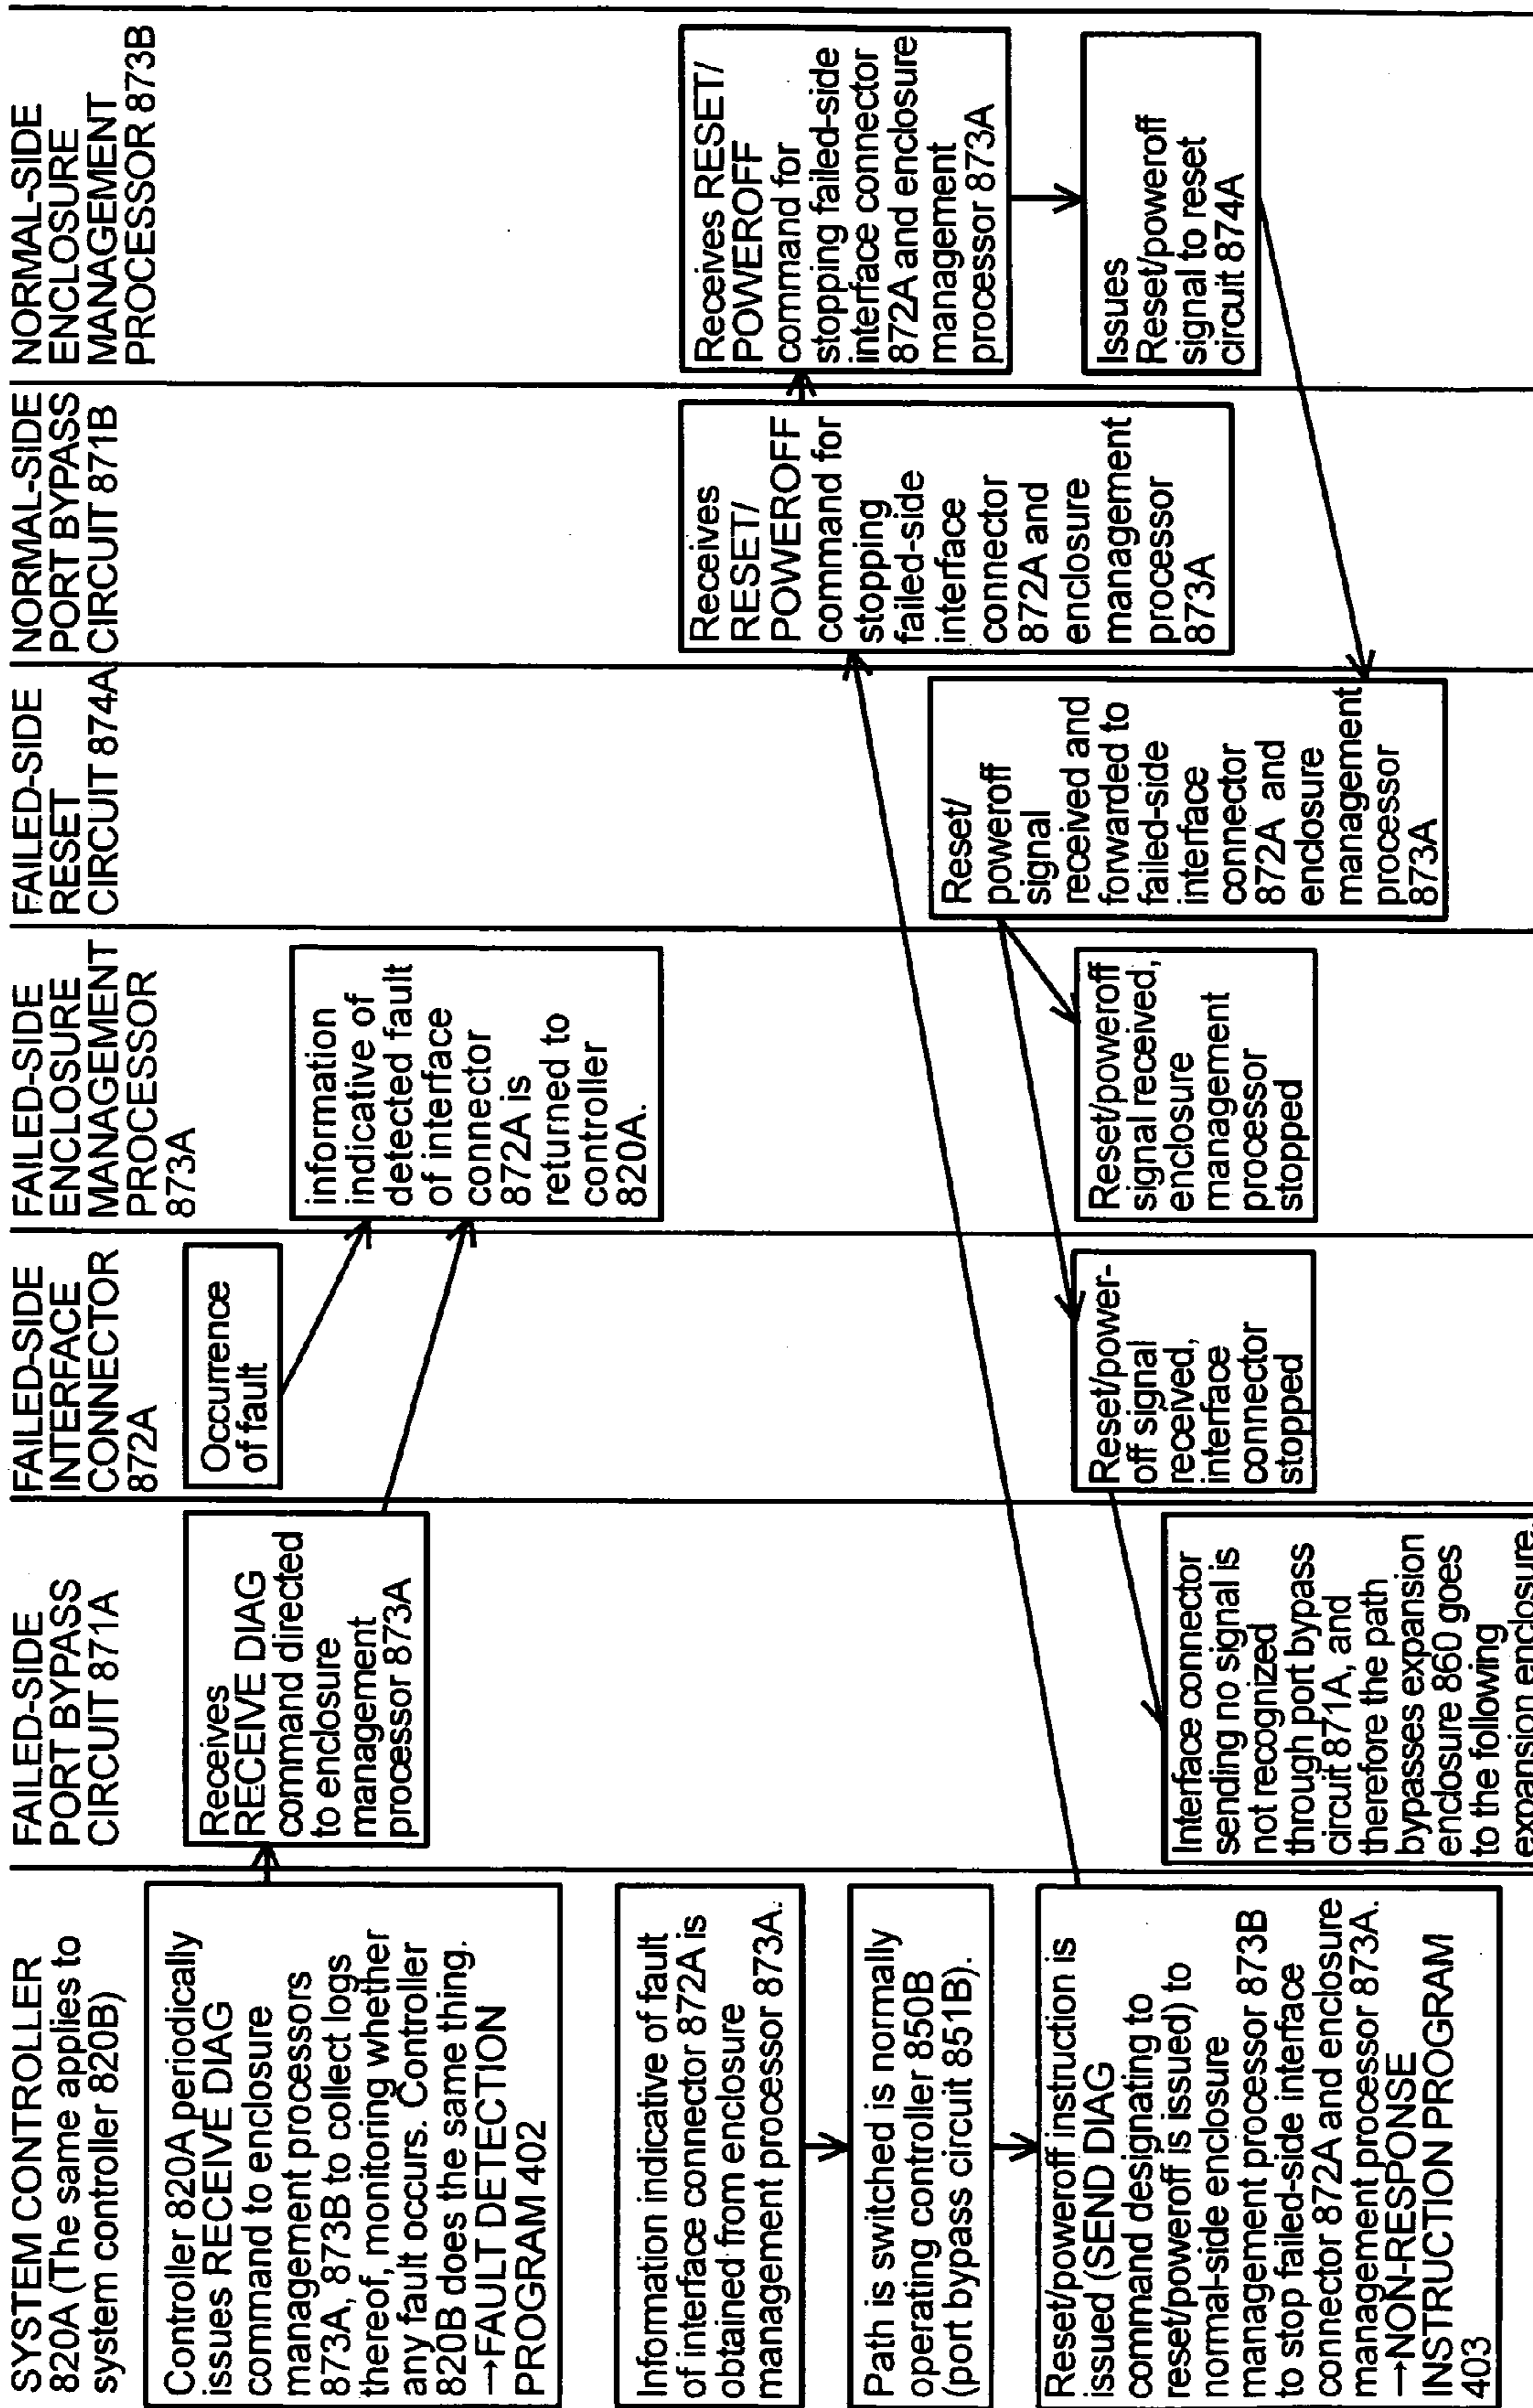 SYSTEM CONTROLLER
820A (The same applies to
system controller 820B)
Controller 820A periodically
issues RECEIVE DIAG
command to enclosure
management processors
873A, 873B to collect logs
thereof, monitoring whether
any fault occurs. Controller
820B does the same thing.
→FAULT DETECTION
PROGRAM 402
Information indicative of fault
of interface connector 872A is
obtained from enclosure
management processor 873A.
Path is switched is normally
operating controller 850B
(port bypass circuit 851B).
Reset/poweroff instruction is
issued (SEND DIAG
command designating to
reset/poweroff is issued) to
normal-side enclosure
management processor 873B
to stop failed-side interface
connector 872A and enclosure
management processor 873A.
→NON-RESPONSE
INSTRUCTION PROGRAM
403
FAILED-SIDE
PORT BYPASS
CIRCUIT 871A
Receives
RECEIVE DIAG
command directed
to enclosure
management
processor 873A
Interface connector
sending no signal is
not recognized
through port bypass
circuit 871A, and
therefore the path
bypasses expansion
enclosure 860 goes
to the following
expansion enclosure.
FAILED-SIDE
INTERFACE
CONNECTOR
872A
Occurrence
of fault
Reset/power-
off signal
received,
interface
connector
stopped
FAILED-SIDE
ENCLOSURE
MANAGEMENT
PROCESSOR
873A
information
indicative of
detected fault
of interface
connector
872A is
returned to
controller
820A.
Reset/poweroff
signal received,
enclosure
management
processor
stopped
FAILED-SIDE
RESET
CIRCUIT 874A
Reset/
poweroff
signal
received and
forwarded to
failed-side
interface
connector
872A and
enclosure
management
processor
873A
NORMAL-SIDE
PORT BYPASS
CIRCUIT 871B
Receives
RESET/
POWEROFF
command for
stopping
failed-side
interface
connector
872A and
enclosure
management
processor
873A
NORMAL-SIDE
ENCLOSURE
MANAGEMENT
PROCESSOR 873B
Receives RESET/
POWEROFF
command for
stopping failed-side
interface connector
872A and enclosure
management
processor 873A
Issues
Reset/poweroff
signal to reset
circuit 874A